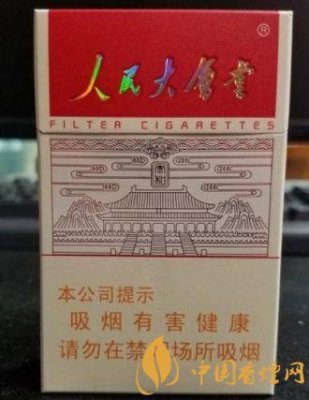 人民大會堂
®
FILTER CIGARETTES
本公司提示
吸烟有害健康
请勿在禁烟场所吸烟
中国香烟网